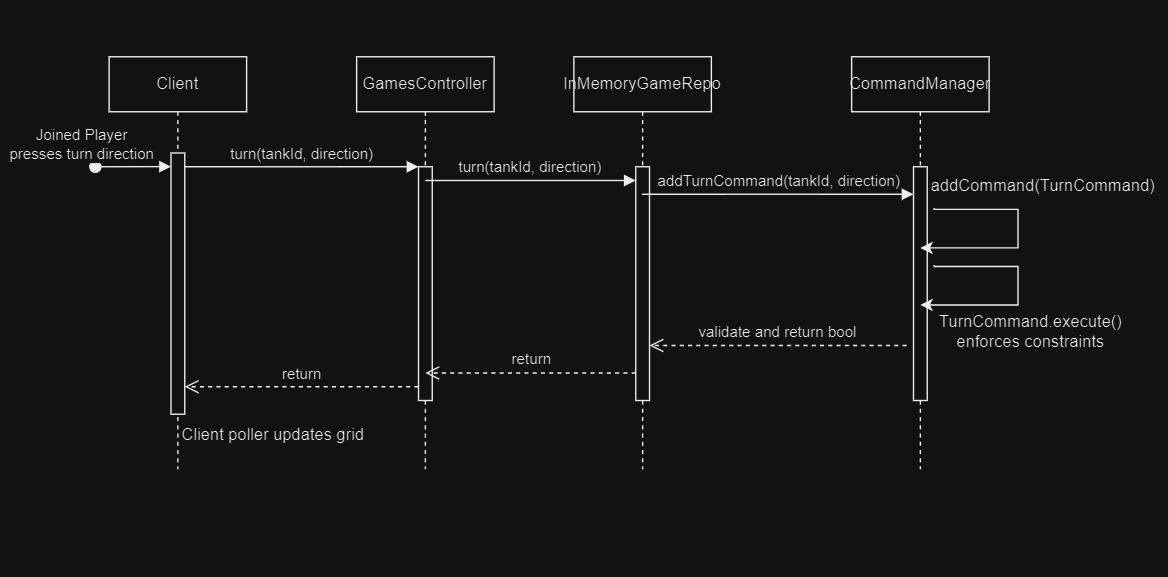 Client
GamesController
InMemoryGameRepo
CommandManager
Joined Player
presses turn direction
turn(tankId, direction)
turn(tankId, direction)
addTurnCommand(tankId, direction)
addCommand(TurnCommand)
TurnCommand.execute()
enforces constraints
validate and return bool
return
return
Client poller updates grid